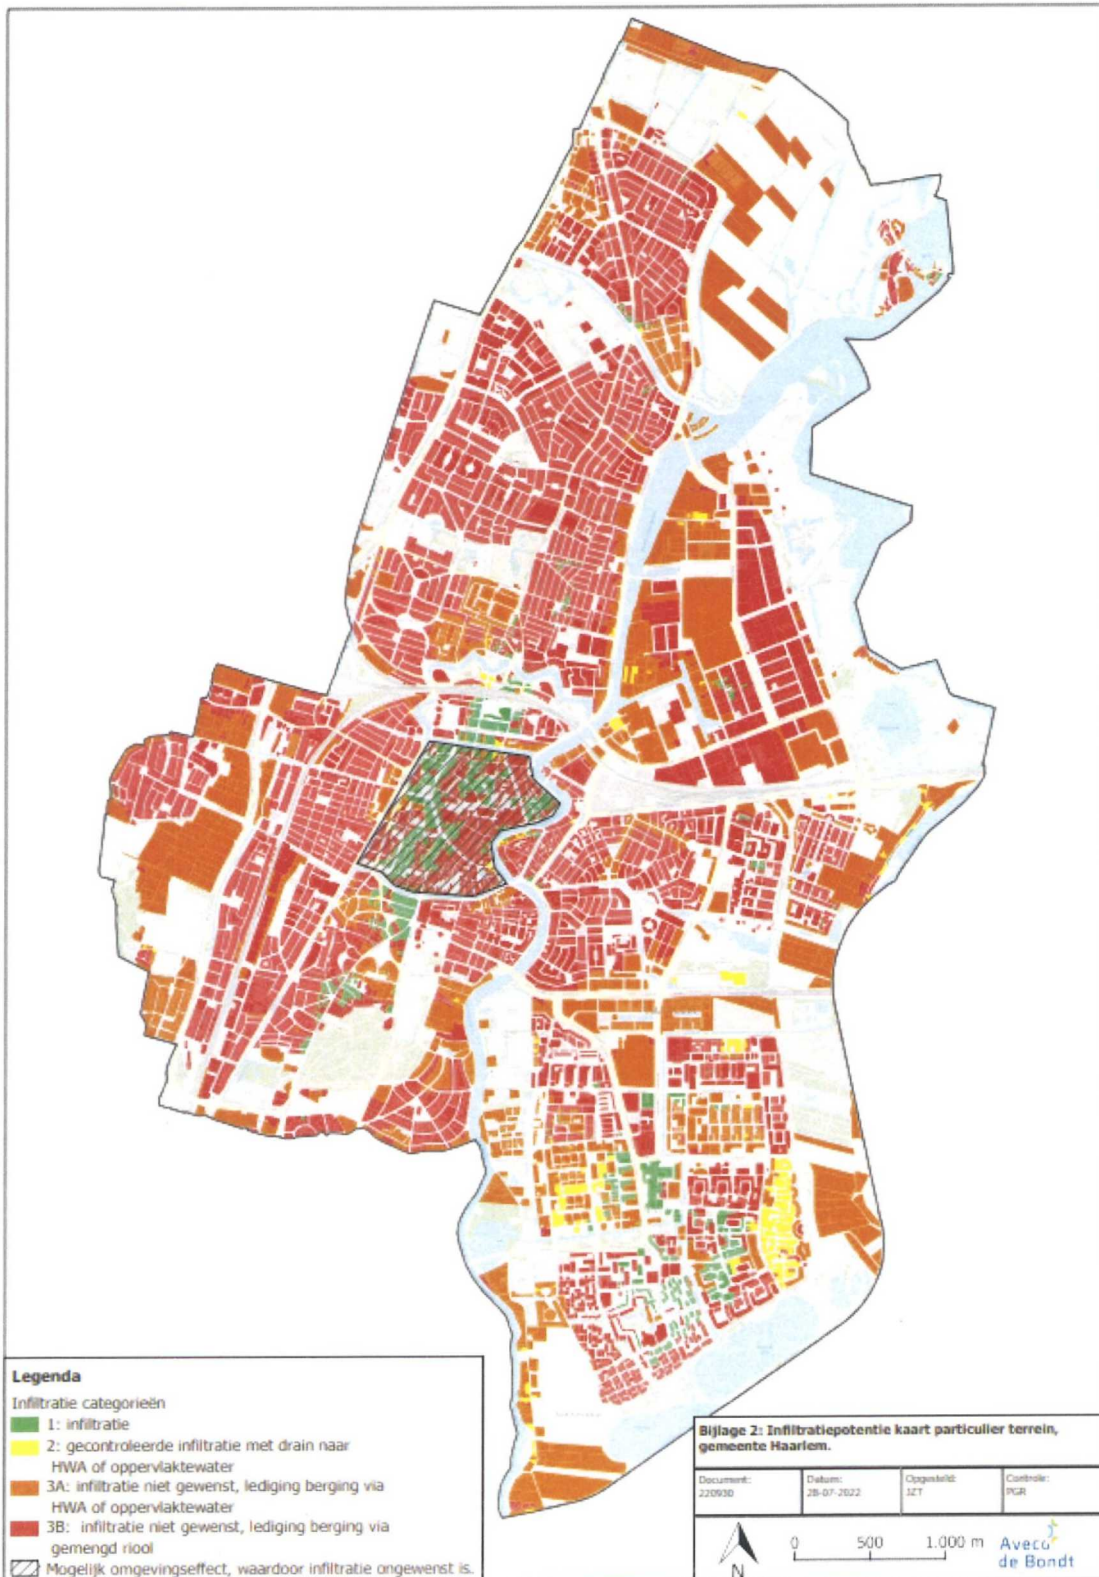 Legenda
Infiltratie categorieën
1: infiltratie
2: gecontroleerde infiltratie met drain naar
HWA of oppervlaktewater
3A: infiltratie niet gewenst, lediging berging via
HWA of oppervlaktewater
3B: infiltratie niet gewenst, lediging berging via
gemengd riool
Mogelijk omgevingseffect, waardoor infiltratie ongewenst is.
Bijlage 2: Infiltratiepotentie kaart particulier terrein,
gemeente Haarlem.
Document:
220930
Datum:
28-07-2022
Opgesteld:
JZT
Controle:
PGR
N
0 500 1.000 m
Aveco
de Bondt